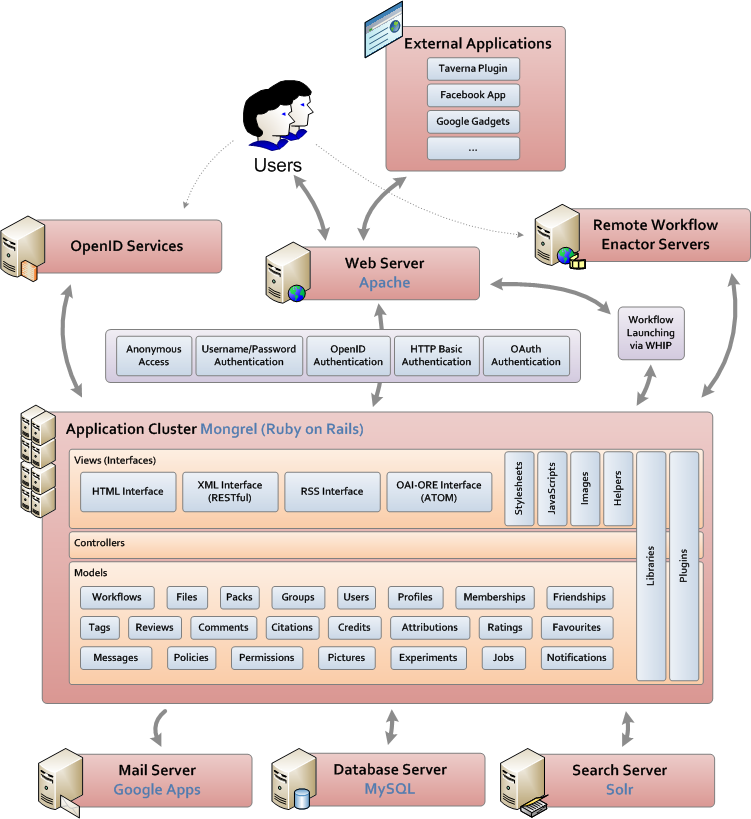 External Applications
Taverna Plugin
Facebook App
Google Gadgets
...
Users
OpenID Services
Remote Workflow
Enactor Servers
Web Server
Apache
Workflow
Launching
via WHIP
Anonymous
Access
Username/Password
Authentication
OpenID
Authentication
HTTP Basic
Authentication
OAuth
Authentication
Application Cluster Mongrel (Ruby on Rails)
Views (Interfaces)
HTML Interface
XML Interface
(RESTful)
RSS Interface
OAI-ORE Interface
(ATOM)
Stylesheets
JavaScripts
Images
Helpers
Libraries
Plugins
Controllers
Models
Workflows
Files
Packs
Groups
Users
Profiles
Memberships
Friendships
Tags
Reviews
Comments
Citations
Credits
Attributions
Ratings
Favourites
Messages
Policies
Permissions
Pictures
Experiments
Jobs
Notifications
Mail Server
Google Apps
Database Server
MySQL
Search Server
Solr